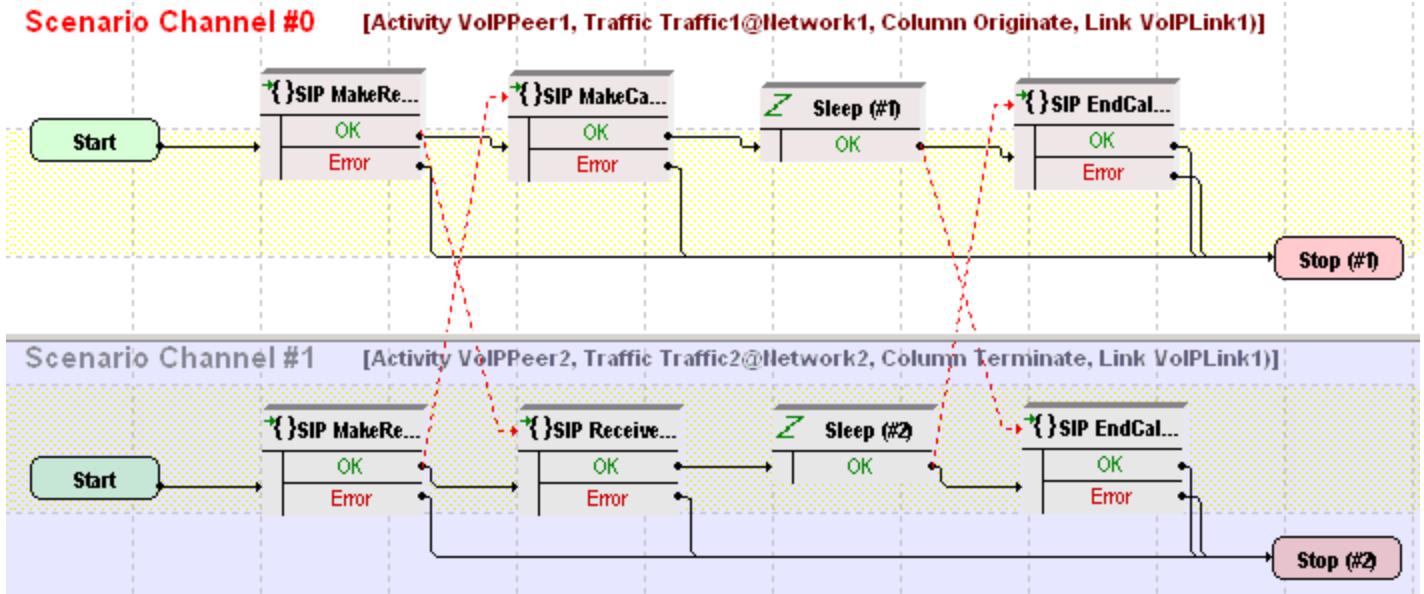 Scenario Channel #0 [Activity VoIPPeer1, Traffic Traffic1@Network1, Column Originate, Link VoIPLink1)]
{}SIP MakeRe... {}SIP MakeCa... Sleep (#1) {}SIP EndCal...
Start OK OK OK OK
Error Error Error
Stop (#1)
Scenario Channel #1 [Activity VoIPPeer2, Traffic Traffic2@Network2, Column Terminate, Link VoIPLink1)]
{}SIP MakeRe... {}SIP Receive... Sleep (#2) {}SIP EndCal...
Start OK OK OK OK
Error Error Error
Stop (#2)